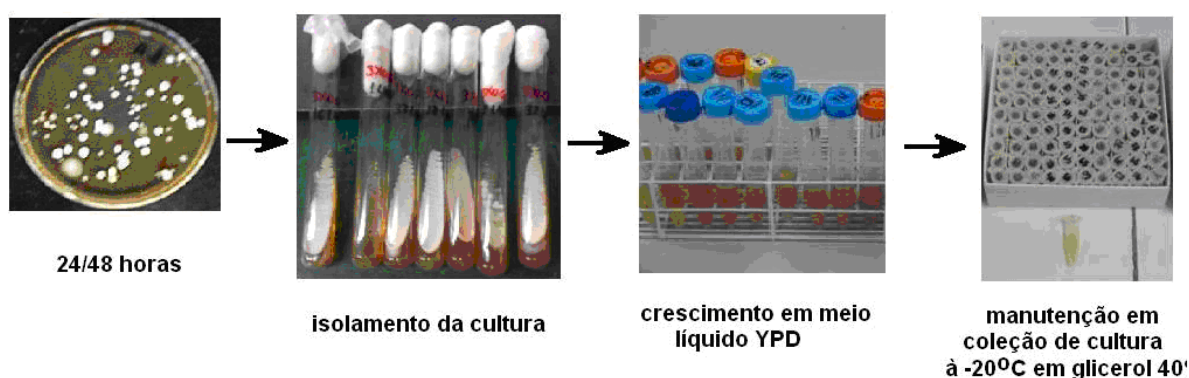 24/48 horas
isolamento da cultura
crescimento em meio
líquido YPD
manutenção em
coleção de cultura
à -20ºC em glicerol 40